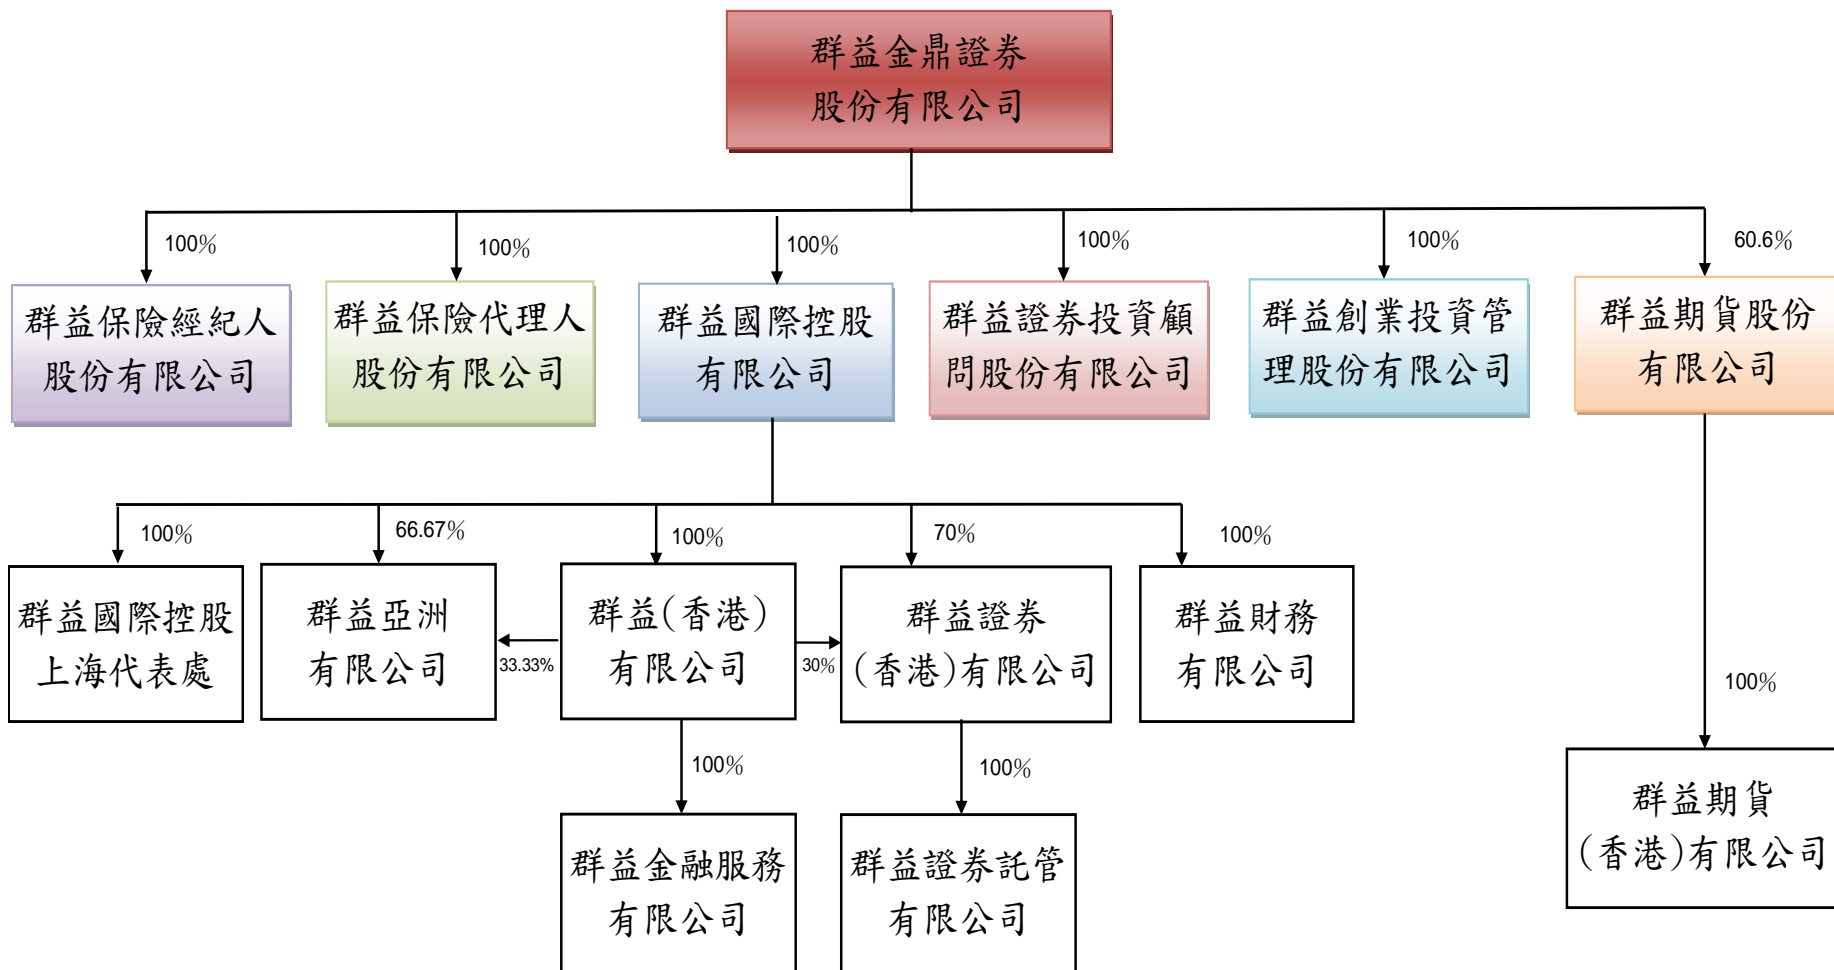 群益金鼎證券
股份有限公司
100%
100%
100%
100%
100%
60.6%
群益保險經紀人
股份有限公司
群益保險代理人
股份有限公司
群益國際控股
有限公司
群益證券投資顧
問股份有限公司
群益創業投資管
理股份有限公司
群益期貨股份
有限公司
100%
66.67%
100%
70%
100%
群益國際控股
上海代表處
群益亞洲
有限公司
33.33%
群益(香港)
有限公司
30%
群益證券
(香港)有限公司
群益財務
有限公司
100%
100%
100%
群益金融服務
有限公司
群益證券託管
有限公司
群益期貨
(香港)有限公司